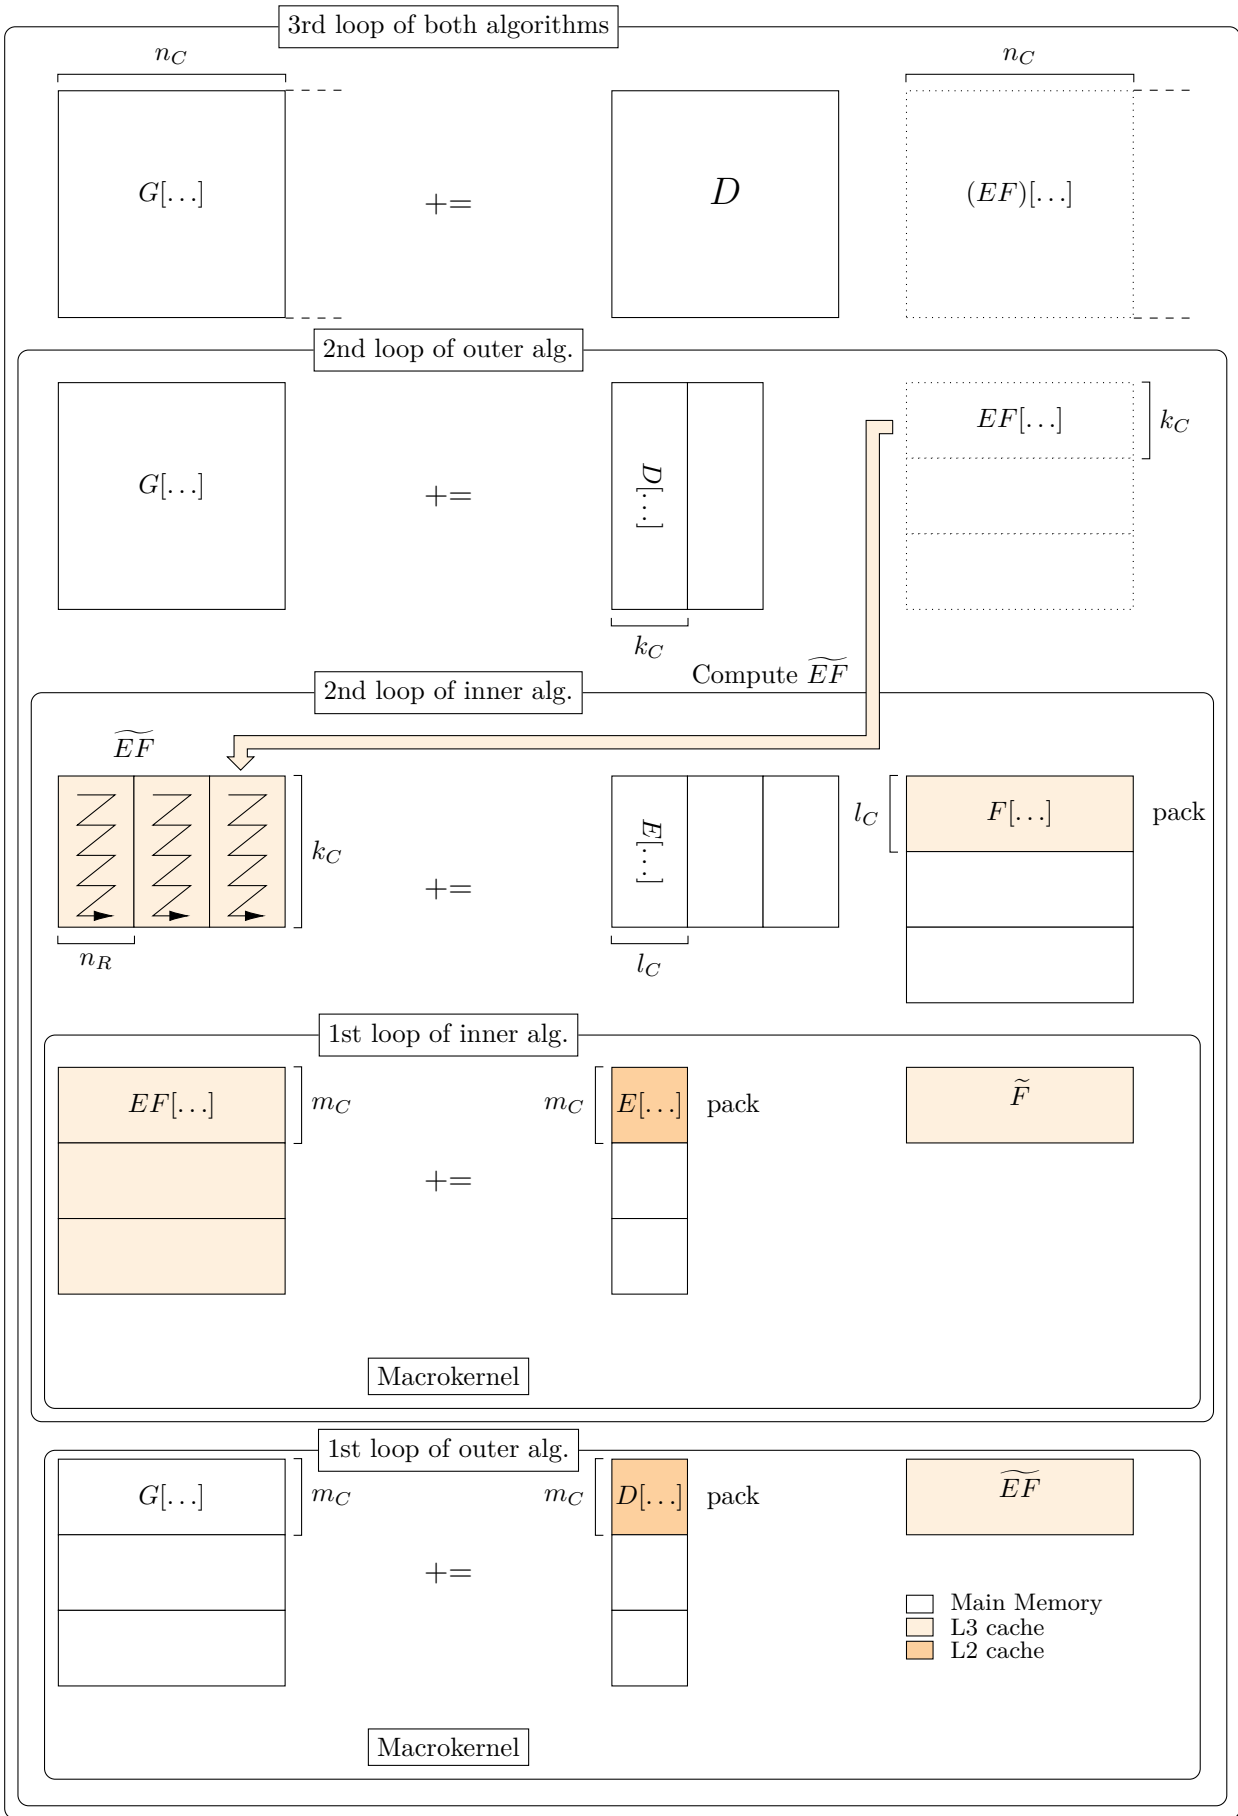 3rd loop of both algorithms
n_C
n_C
G[…]
+=
D
(EF)[…]
2nd loop of outer alg.
G[…]
+=
D[…]
EF[…]
k_C
k_C
Compute \widetilde{EF}
2nd loop of inner alg.
\widetilde{EF}
k_C
+=
E[…]
l_C
F[…]
pack
n_R
l_C
1st loop of inner alg.
EF[…]
m_C
+=
m_C
E[…]
pack
\widetilde{F}
Macrokernel
1st loop of outer alg.
G[…]
m_C
+=
m_C
D[…]
pack
\widetilde{EF}
Main Memory
L3 cache
L2 cache
Macrokernel